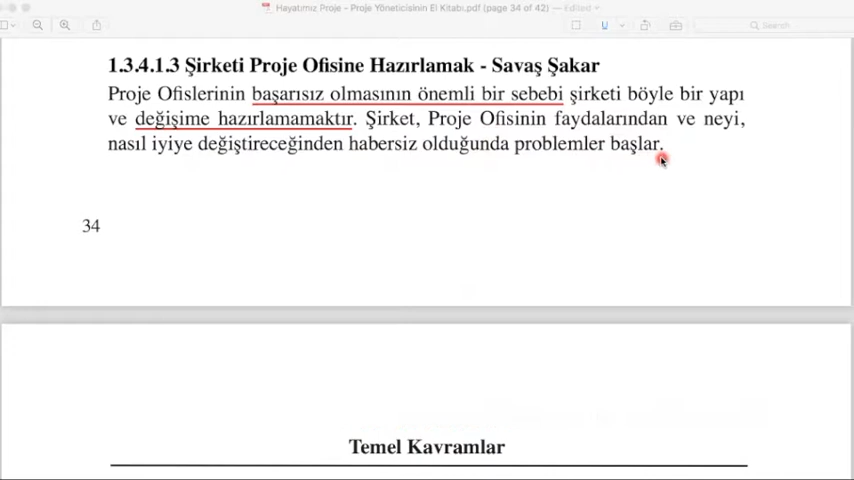 Hayatımız Proje - Proje Yöneticisinin El Kitabı.pdf (page 34 of 42) — Edited
Search
1.3.4.1.3 Şirketi Proje Ofisine Hazırlamak - Savaş Şakar
Proje Ofislerinin başarısız olmasının önemli bir sebebi şirketi böyle bir yapı
ve değişime hazırlamamaktır. Şirket, Proje Ofisinin faydalarından ve neyi,
nasıl iyiye değiştireceğinden habersiz olduğunda problemler başlar.
34
Temel Kavramlar